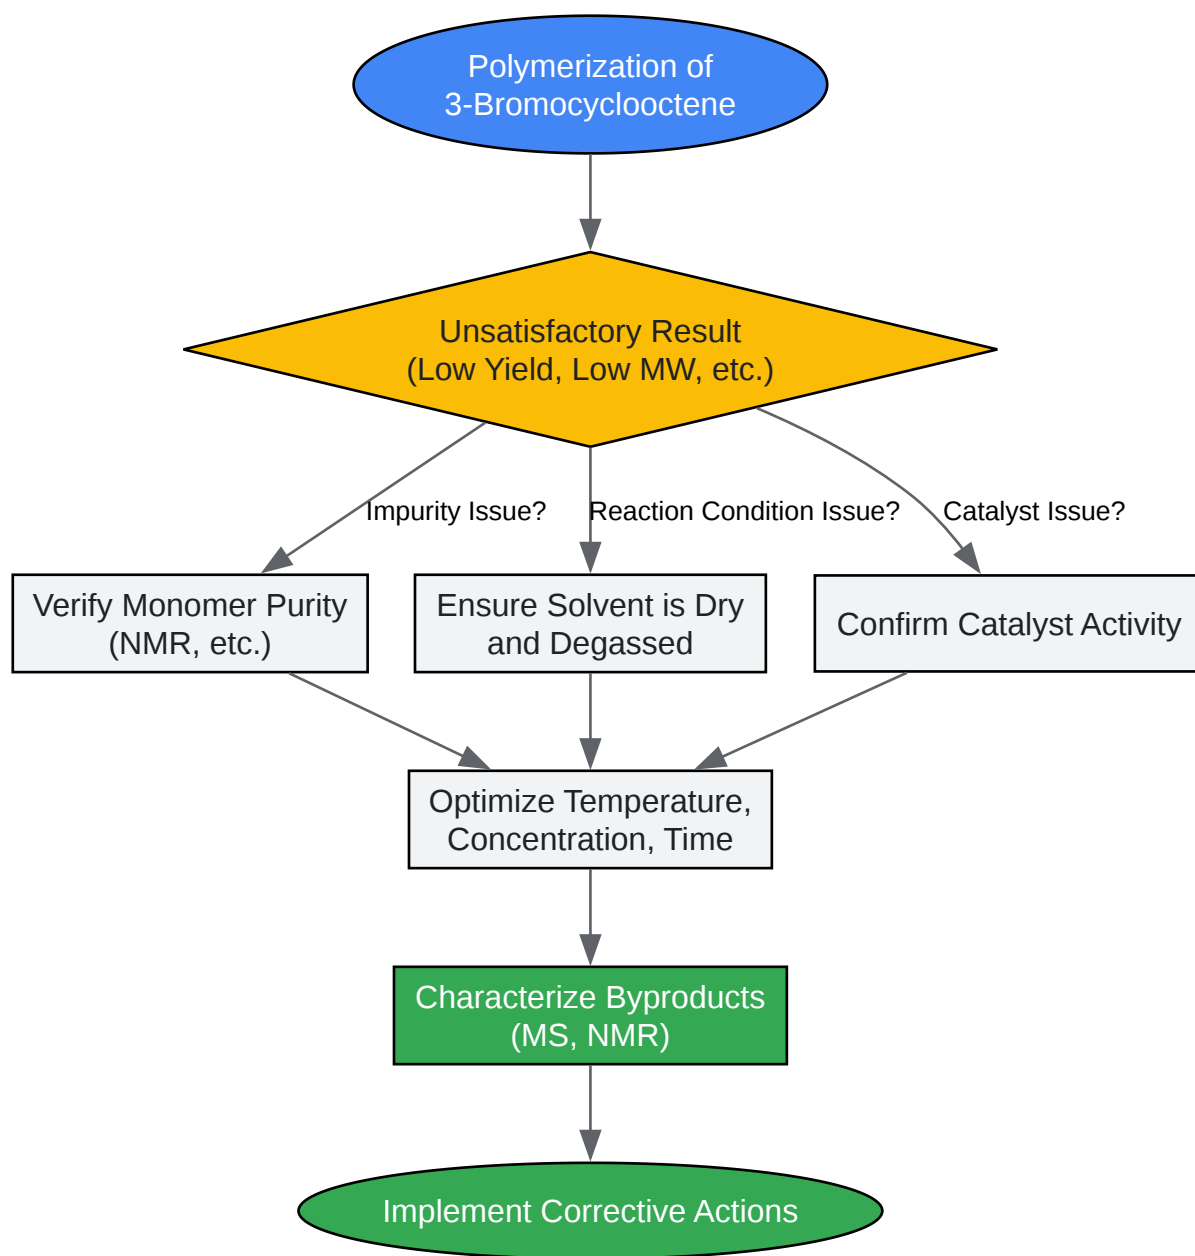 Polymerization of
3-Bromocyclooctene
Unsatisfactory Result
(Low Yield, Low MW, etc.)
Impurity Issue?
Reaction Condition Issue?
Catalyst Issue?
Verify Monomer Purity
(NMR, etc.)
Ensure Solvent is Dry
and Degassed
Confirm Catalyst Activity
Optimize Temperature,
Concentration, Time
Characterize Byproducts
(MS, NMR)
Implement Corrective Actions